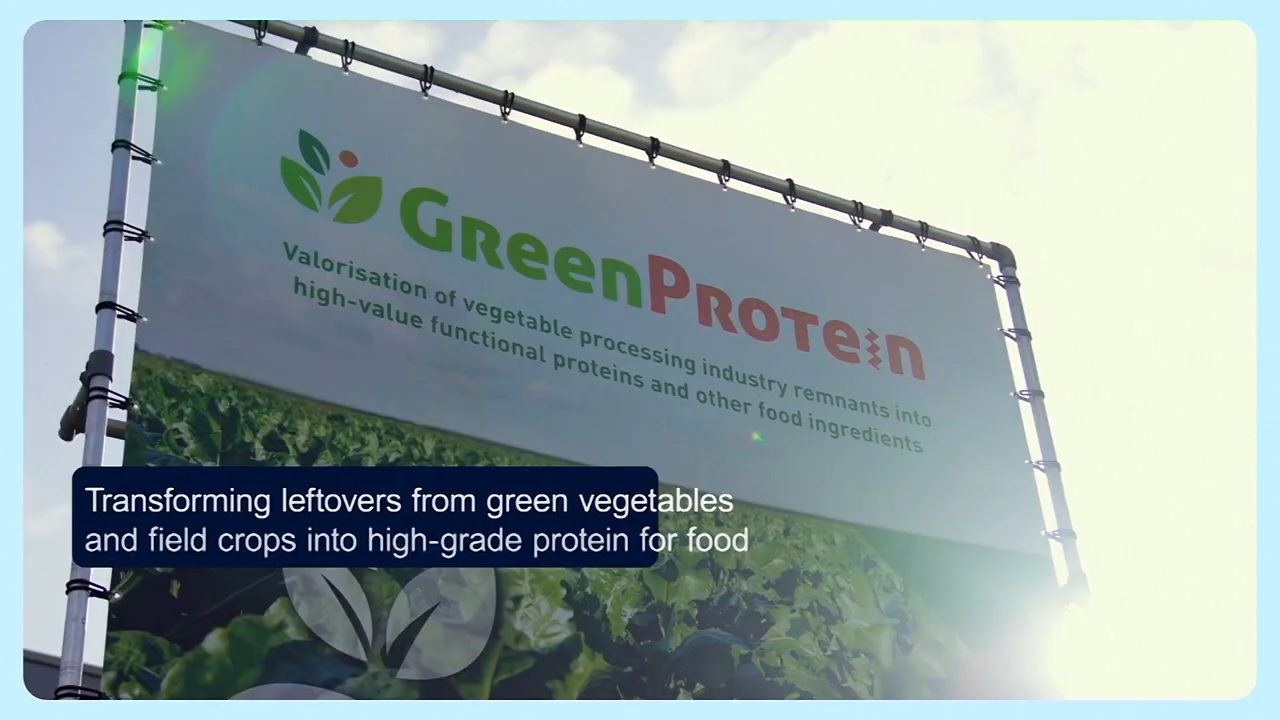 GreenProtein
Valorisation of vegetable processing industry remnants into
high-value functional proteins and other food ingredients
Transforming leftovers from green vegetables
and field crops into high-grade protein for food